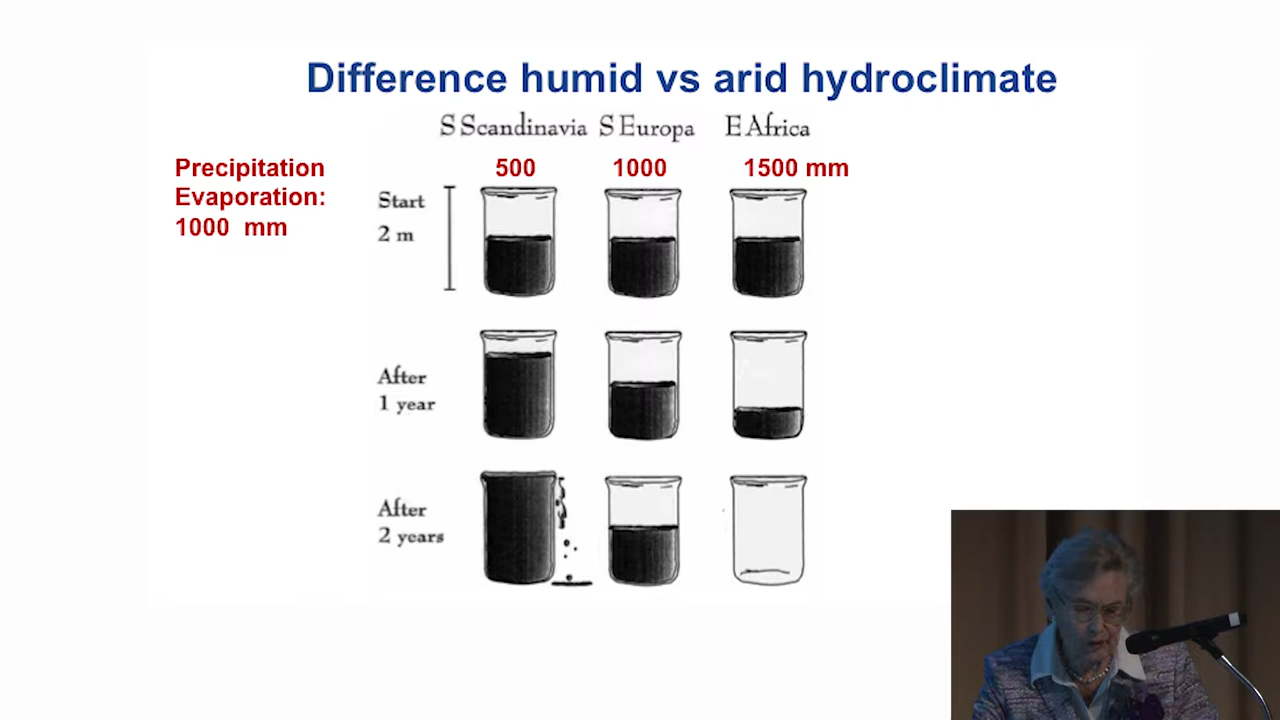 Difference humid vs arid hydroclimate
S Scandinavia S Europa E Africa
Precipitation 500 1000 1500 mm
Evaporation:
1000 mm
Start
2 m
After
1 year
After
2 years